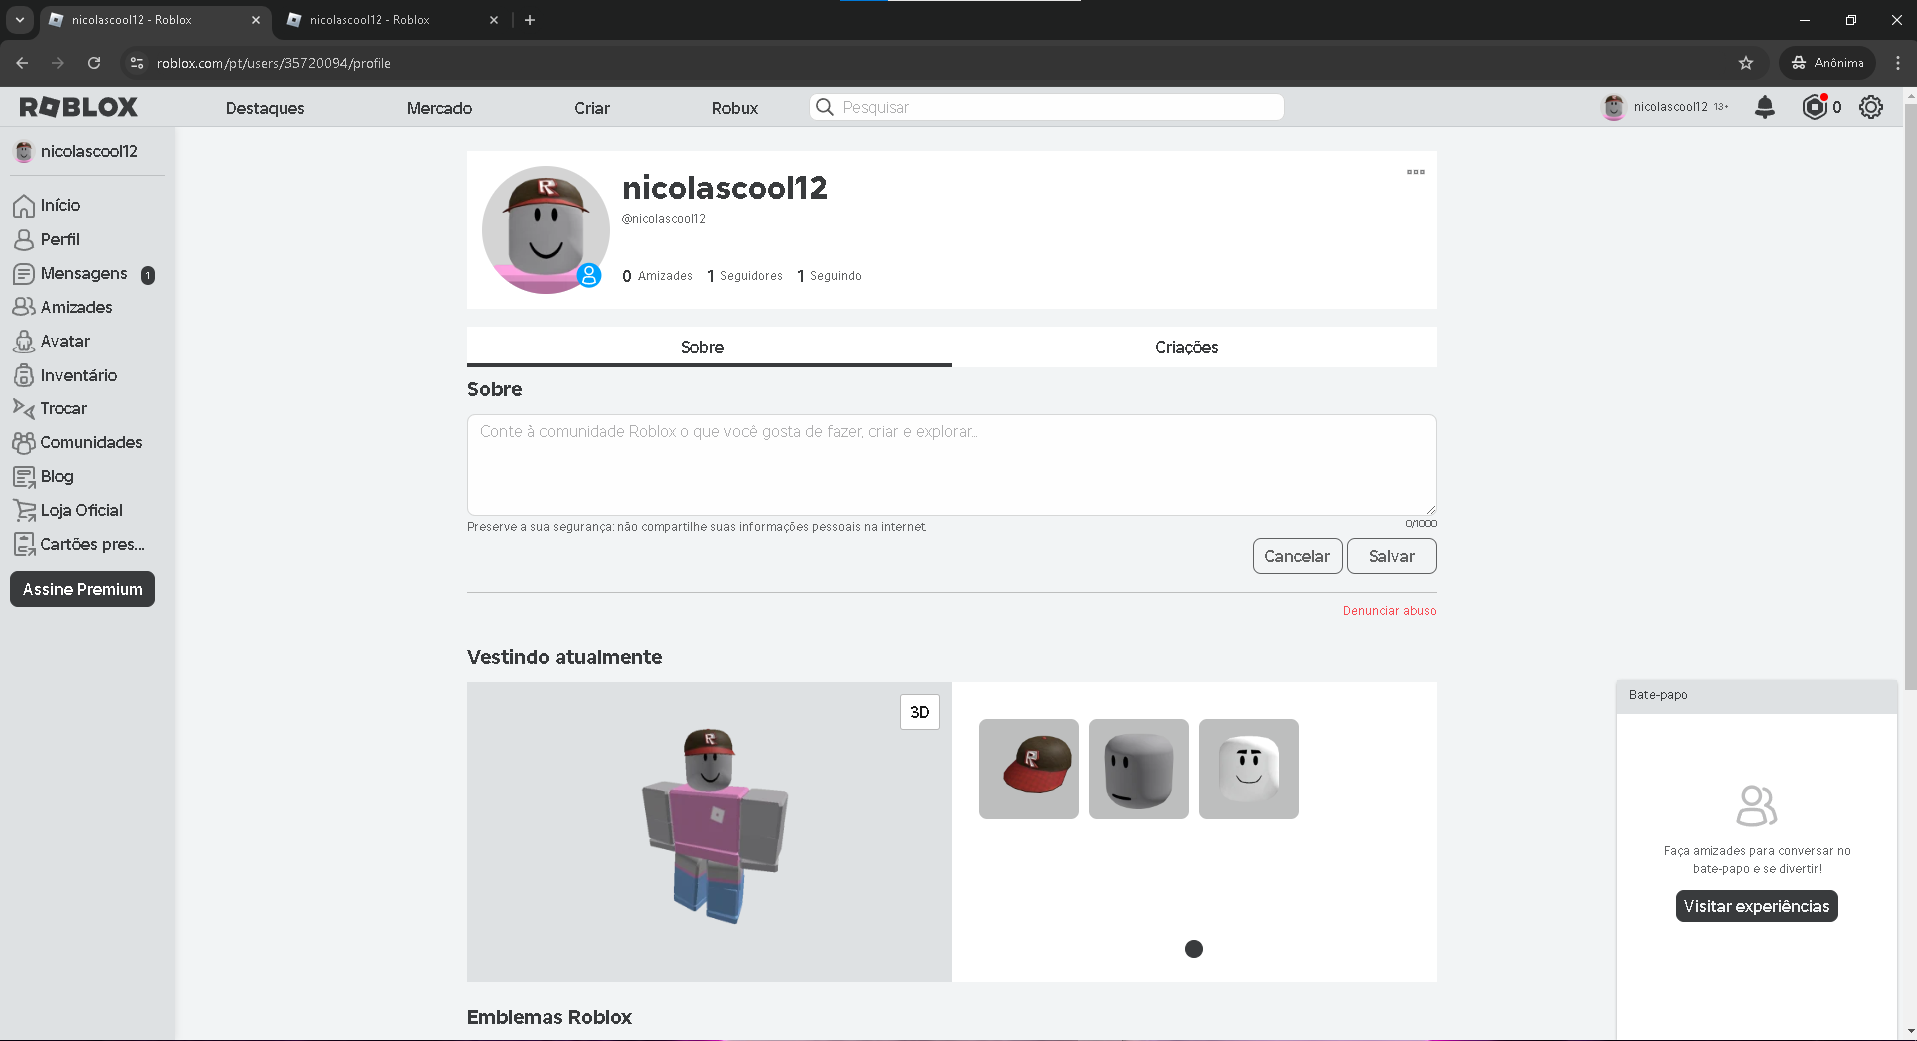 nicolascool12 - Roblox
nicolascool12 - Roblox
roblox.com/pt/users/35720094/profile
Anônima
ROBLOX
Destaques
Mercado
Criar
Robux
Pesquisar
nicolascool12 13+
0
nicolascool12
Início
Perfil
Mensagens 1
Amizades
Avatar
Inventário
Trocar
Comunidades
Blog
Loja Oficial
Cartões pres...
Assine Premium
nicolascool12
@nicolascool12
0 Amizades 1 Seguidores 1 Seguindo
Sobre
Criações
Sobre
Conte à comunidade Roblox o que você gosta de fazer, criar e explorar...
Preserve a sua segurança: não compartilhe suas informações pessoais na internet.
0/1000
Cancelar
Salvar
Denunciar abuso
Vestindo atualmente
3D
Emblemas Roblox
Bate-papo
Faça amizades para conversar no
bate-papo e se divertir!
Visitar experiências